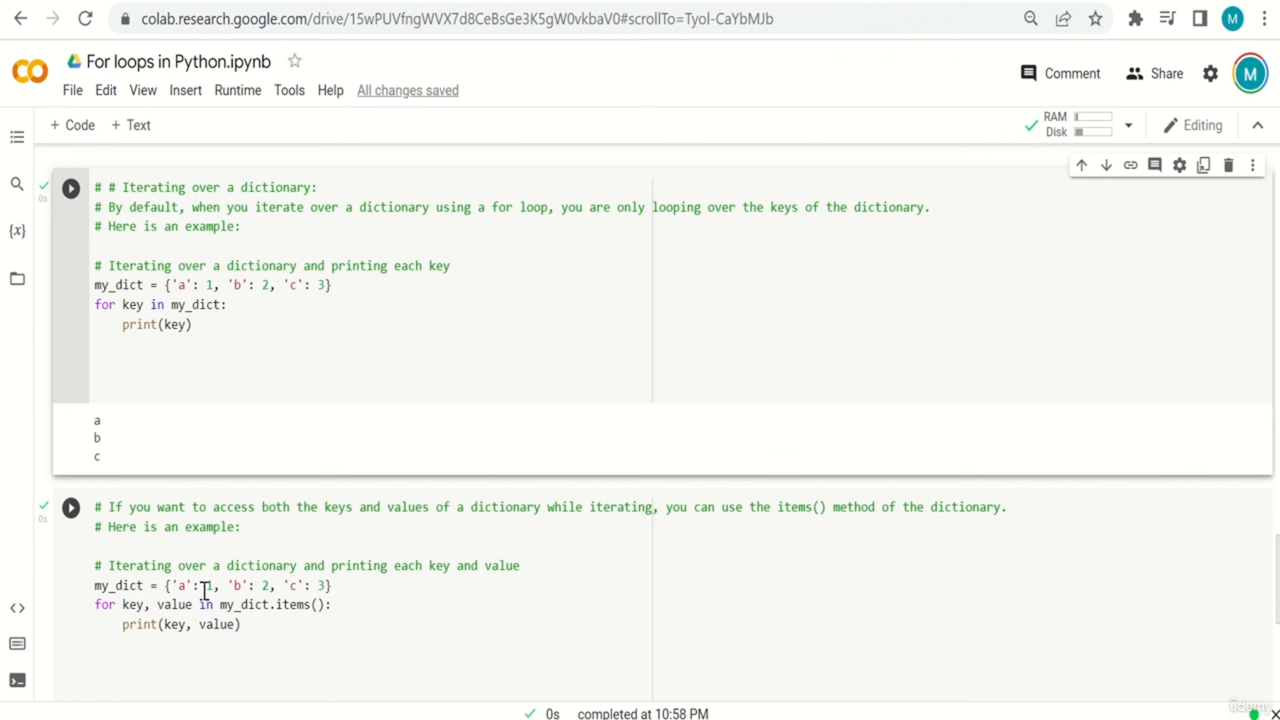 colab.research.google.com/drive/15wPUVfngWVX7d8CeBsGe3K5gW0vkbaV0#scrollTo=Tyol-CaYbMJb
M
CO
For loops in Python.ipynb
Comment
Share
M
File Edit View Insert Runtime Tools Help All changes saved
+ Code + Text
RAM
Disk
Editing
{x}
0s
# # Iterating over a dictionary:
# By default, when you iterate over a dictionary using a for loop, you are only looping over the keys of the dictionary.
# Here is an example:
# Iterating over a dictionary and printing each key
my_dict = {'a': 1, 'b': 2, 'c': 3}
for key in my_dict:
print(key)
a
b
c
0s
# If you want to access both the keys and values of a dictionary while iterating, you can use the items() method of the dictionary.
# Here is an example:
# Iterating over a dictionary and printing each key and value
my_dict = {'a': 1, 'b': 2, 'c': 3}
for key, value in my_dict.items():
print(key, value)
0s completed at 10:58 PM
Udemy